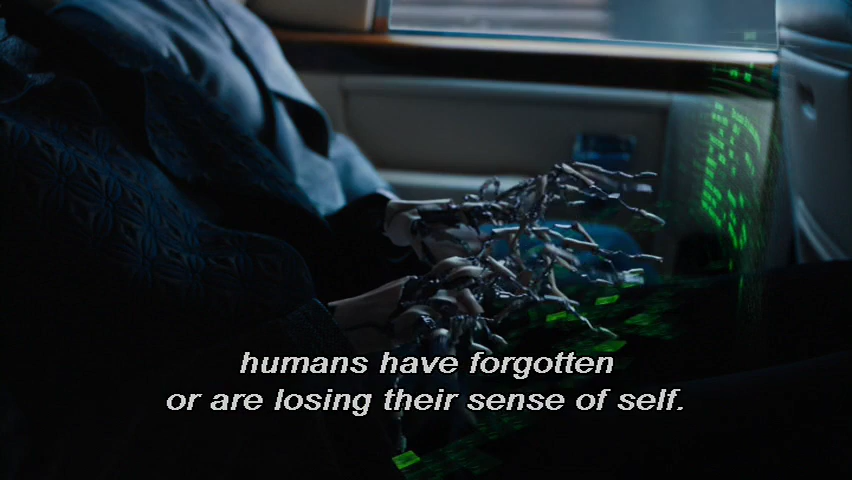 humans have forgotten
or are losing their sense of self.